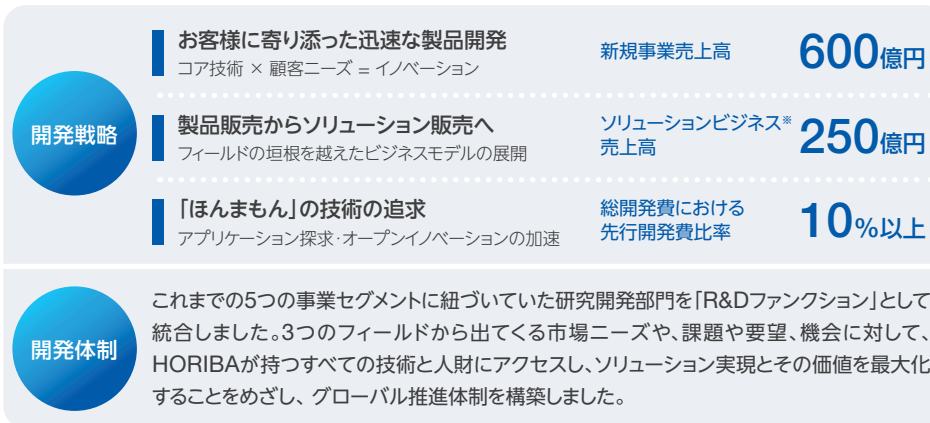 開発戦略
お客様に寄り添った迅速な製品開発
コア技術 × 顧客ニーズ = イノベーション
新規事業売上高
600億円
製品販売からソリューション販売へ
フィールドの垣根を越えたビジネスモデルの展開
ソリューションビジネス※
売上高
250億円
「ほんまもん」の技術の追求
アプリケーション探求・オープンイノベーションの加速
総開発費における
先行開発費比率
10%以上
開発体制
これまでの5つの事業セグメントに紐づいていた研究開発部門を「R&Dファンクション」として
統合しました。3つのフィールドから出てくる市場ニーズや、課題や要望、機会に対して、
HORIBAが持つすべての技術と人財にアクセスし、ソリューション実現とその価値を最大化
することをめざし、グローバル推進体制を構築しました。